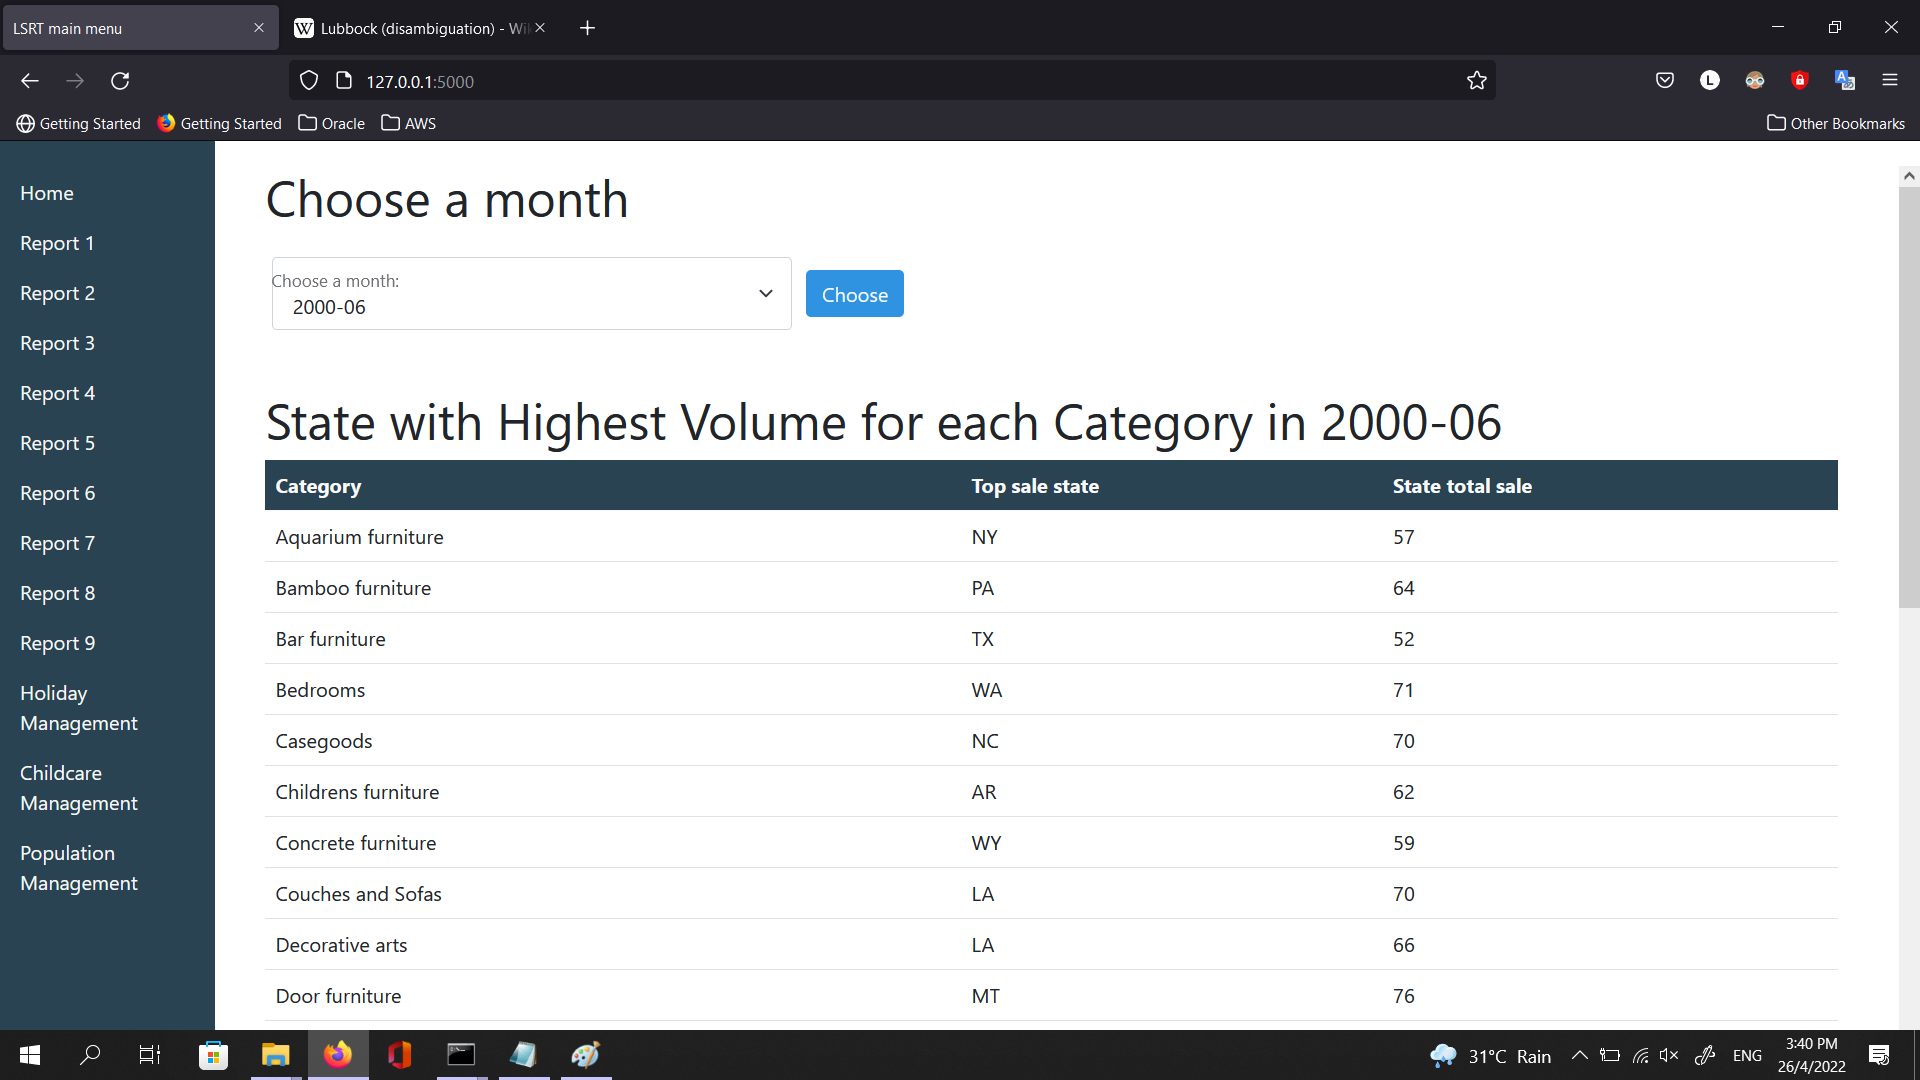 LSRT main menu
W Lubbock (disambiguation) - Wi
127.0.0.1:5000
L
Getting Started
Getting Started
Oracle
AWS
Other Bookmarks
Home
Report 1
Report 2
Report 3
Report 4
Report 5
Report 6
Report 7
Report 8
Report 9
Holiday
Management
Childcare
Management
Population
Management
Choose a month
Choose a month:
2000-06
Choose
State with Highest Volume for each Category in 2000-06
Category Top sale state State total sale
Aquarium furniture NY 57
Bamboo furniture PA 64
Bar furniture TX 52
Bedrooms WA 71
Casegoods NC 70
Childrens furniture AR 62
Concrete furniture WY 59
Couches and Sofas LA 70
Decorative arts LA 66
Door furniture MT 76
31°C Rain
ENG
3:40 PM
26/4/2022